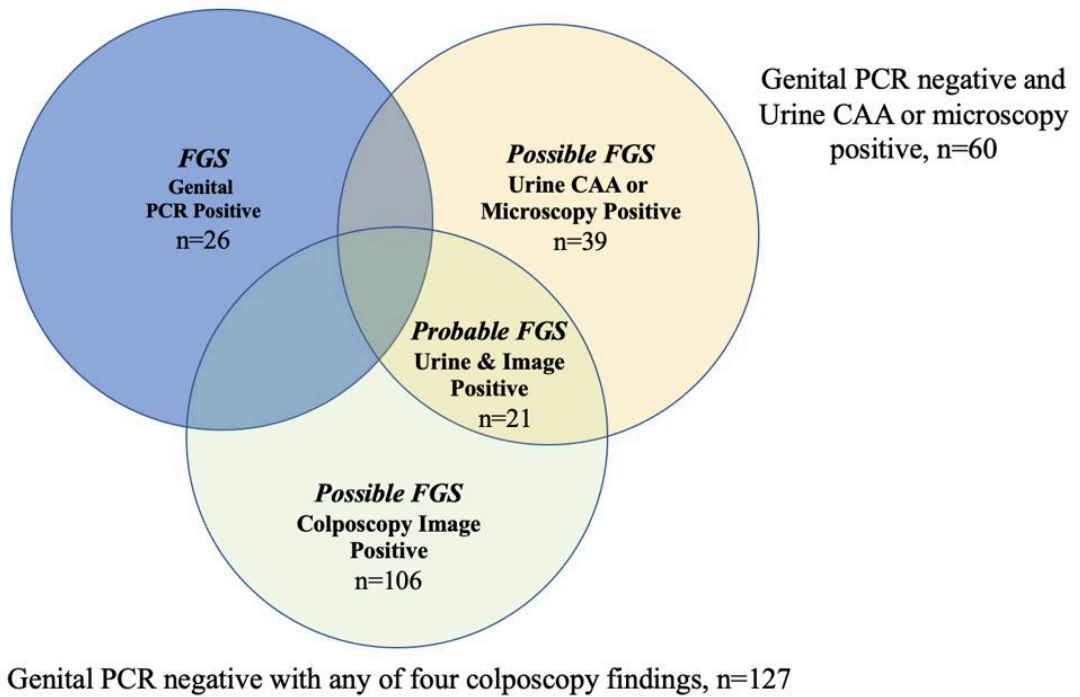 FGS
Genital
PCR Positive
n=26
Possible FGS
Urine CAA or
Microscopy Positive
n=39
Genital PCR negative and
Urine CAA or microscopy
positive, n=60
Probable FGS
Urine & Image
Positive
n=21
Possible FGS
Colposcopy Image
Positive
n=106
Genital PCR negative with any of four colposcopy findings, n=127